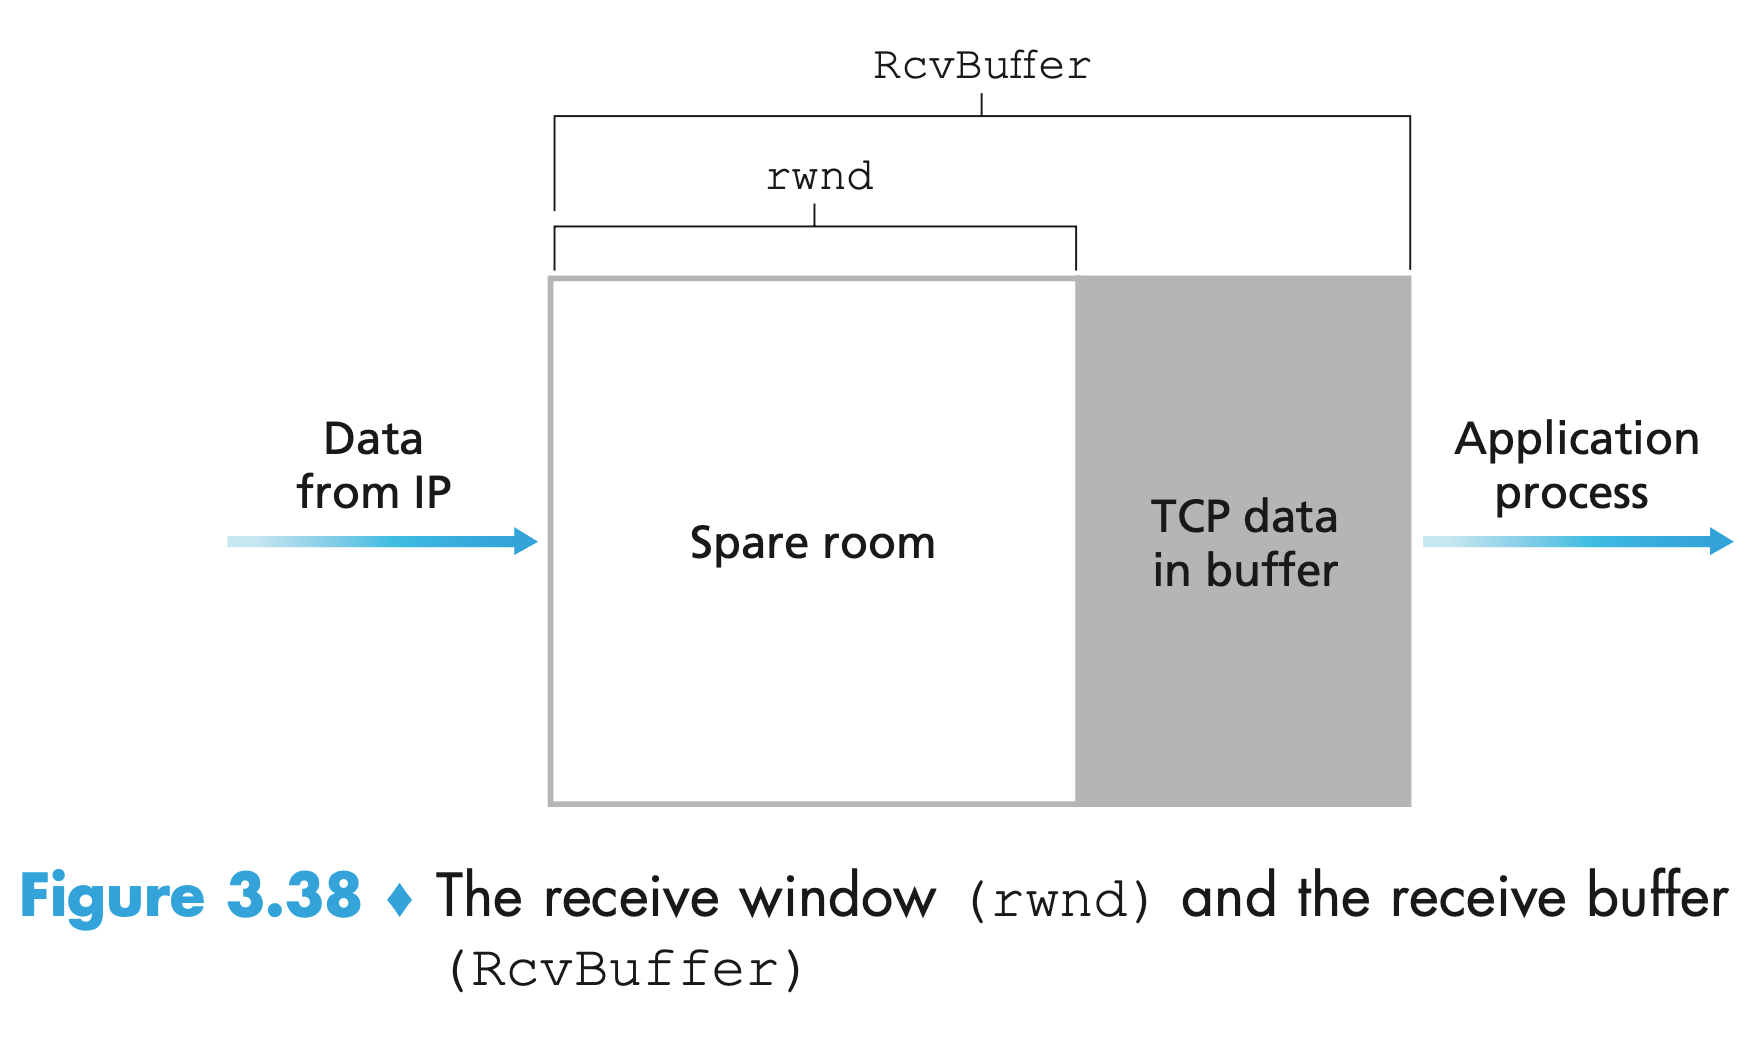 RcvBuffer
rwnd
Data
from IP
Spare room
TCP data
in buffer
Application
process
Figure 3.38 ♦ The receive window (rwnd) and the receive buffer
(RcvBuffer)